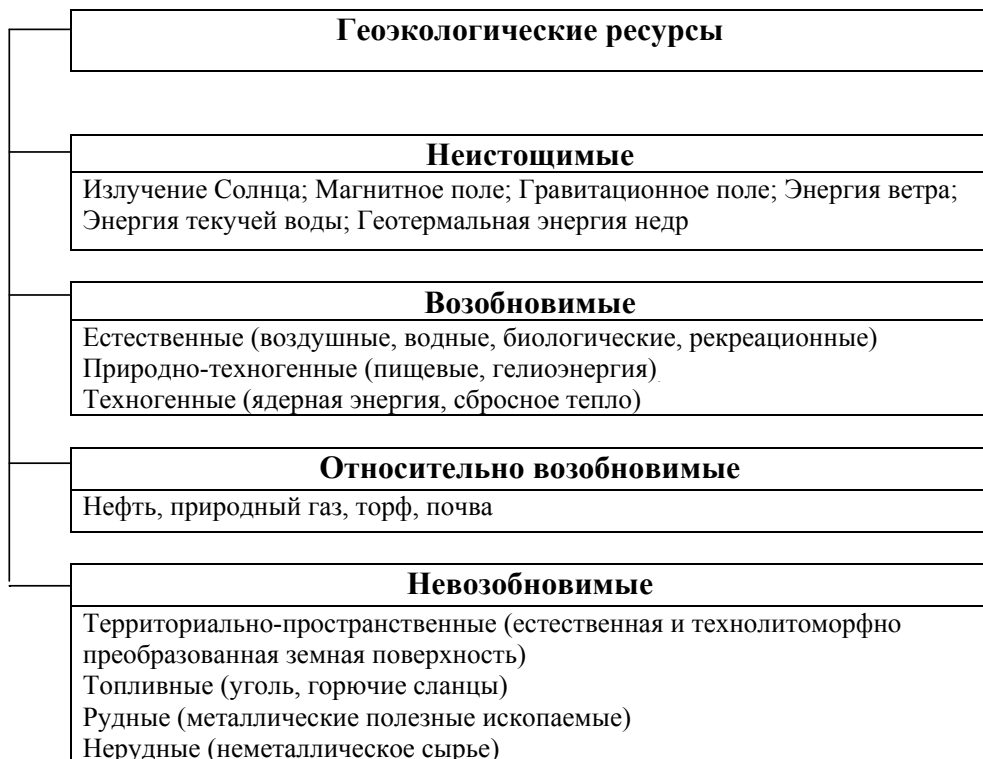 Геоэкологические ресурсы
Неистощимые
Излучение Солнца; Магнитное поле; Гравитационное поле; Энергия ветра;
Энергия текучей воды; Геотермальная энергия недр
Возобновимые
Естественные (воздушные, водные, биологические, рекреационные)
Природно-техногенные (пищевые, гелиоэнергия)
Техногенные (ядерная энергия, сбросное тепло)
Относительно возобновимые
Нефть, природный газ, торф, почва
Невозобновимые
Территориально-пространственные (естественная и технолитоморфно
преобразованная земная поверхность)
Топливные (уголь, горючие сланцы)
Рудные (металлические полезные ископаемые)
Нерудные (неметаллическое сырье)